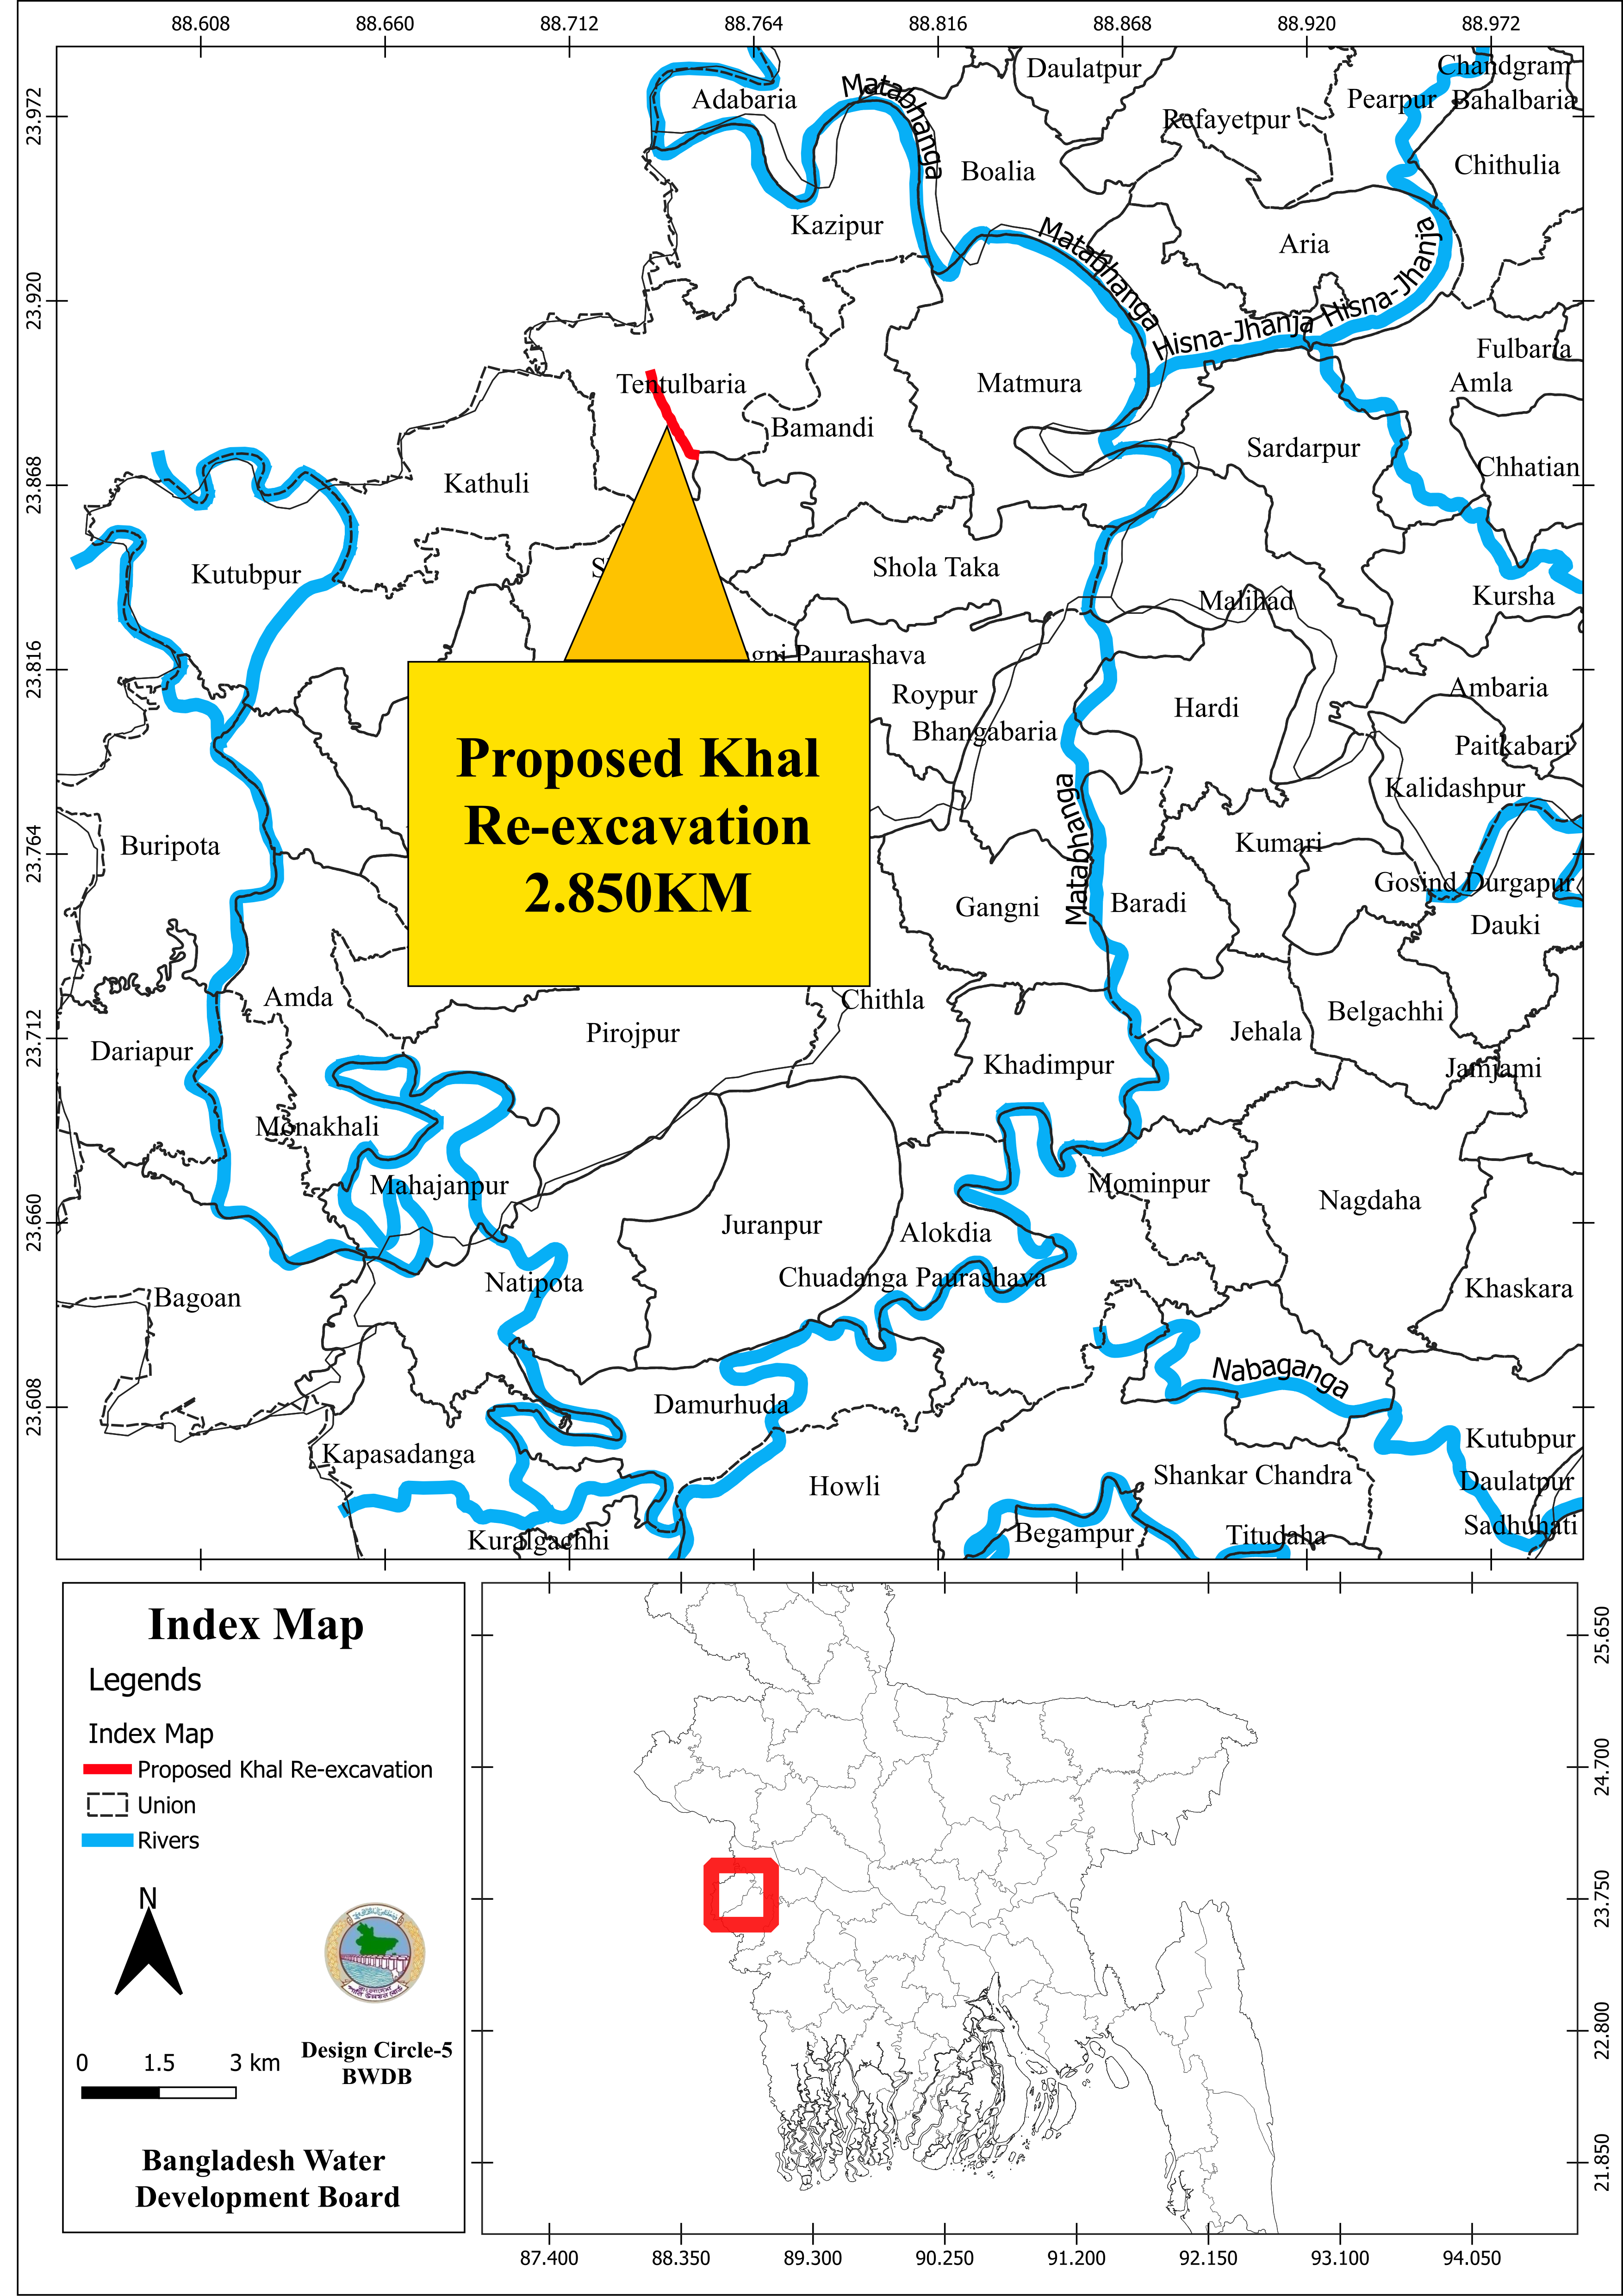 88.608 88.660 88.712 88.764 88.816 88.868 88.920 88.972
23.972
23.920
23.868
23.816
23.764
23.712
23.660
23.608
Daulatpur
Chandgram
Adabaria
Matabhanga
Pearpur
Bahalbaria
Refayetpur
Boalia
Chithulia
Kazipur
Aria
Matabhanga
Hisna-Jhanja
Hisna-Jhanja
Fulbaria
Tentulbaria
Matmura
Amla
Bamandi
Sardarpur
Chhatian
Kathuli
Kutubpur
S
Shola Taka
Kursha
Malihad
gni Paurashava
Roypur
Hardi
Ambaria
Bhangabaria
Paitkabari
Proposed Khal
Re-excavation
2.850KM
Kalidashpur
Matabhanga
Buripota
Kumari
Gosind Durgapur
Gangni
Baradi
Dauki
Amda
Chithla
Belgachhi
Pirojpur
Jehala
Dariapur
Khadimpur
Jamjami
Monakhali
Mahajanpur
Mominpur
Nagdaha
Juranpur
Alokdia
Chuadanga Paurashava
Natipota
Khaskara
Bagoan
Nabaganga
Damurhuda
Kutubpur
Kapasadanga
Shankar Chandra
Daulatpur
Howli
Sadhuhati
Kuralgachhi
Begampur
Titudaha
Index Map
Legends
Index Map
Proposed Khal Re-excavation
Union
Rivers
N
Design Circle-5
BWDB
0 1.5 3 km
Bangladesh Water
Development Board
25.650
24.700
23.750
22.800
21.850
87.400 88.350 89.300 90.250 91.200 92.150 93.100 94.050